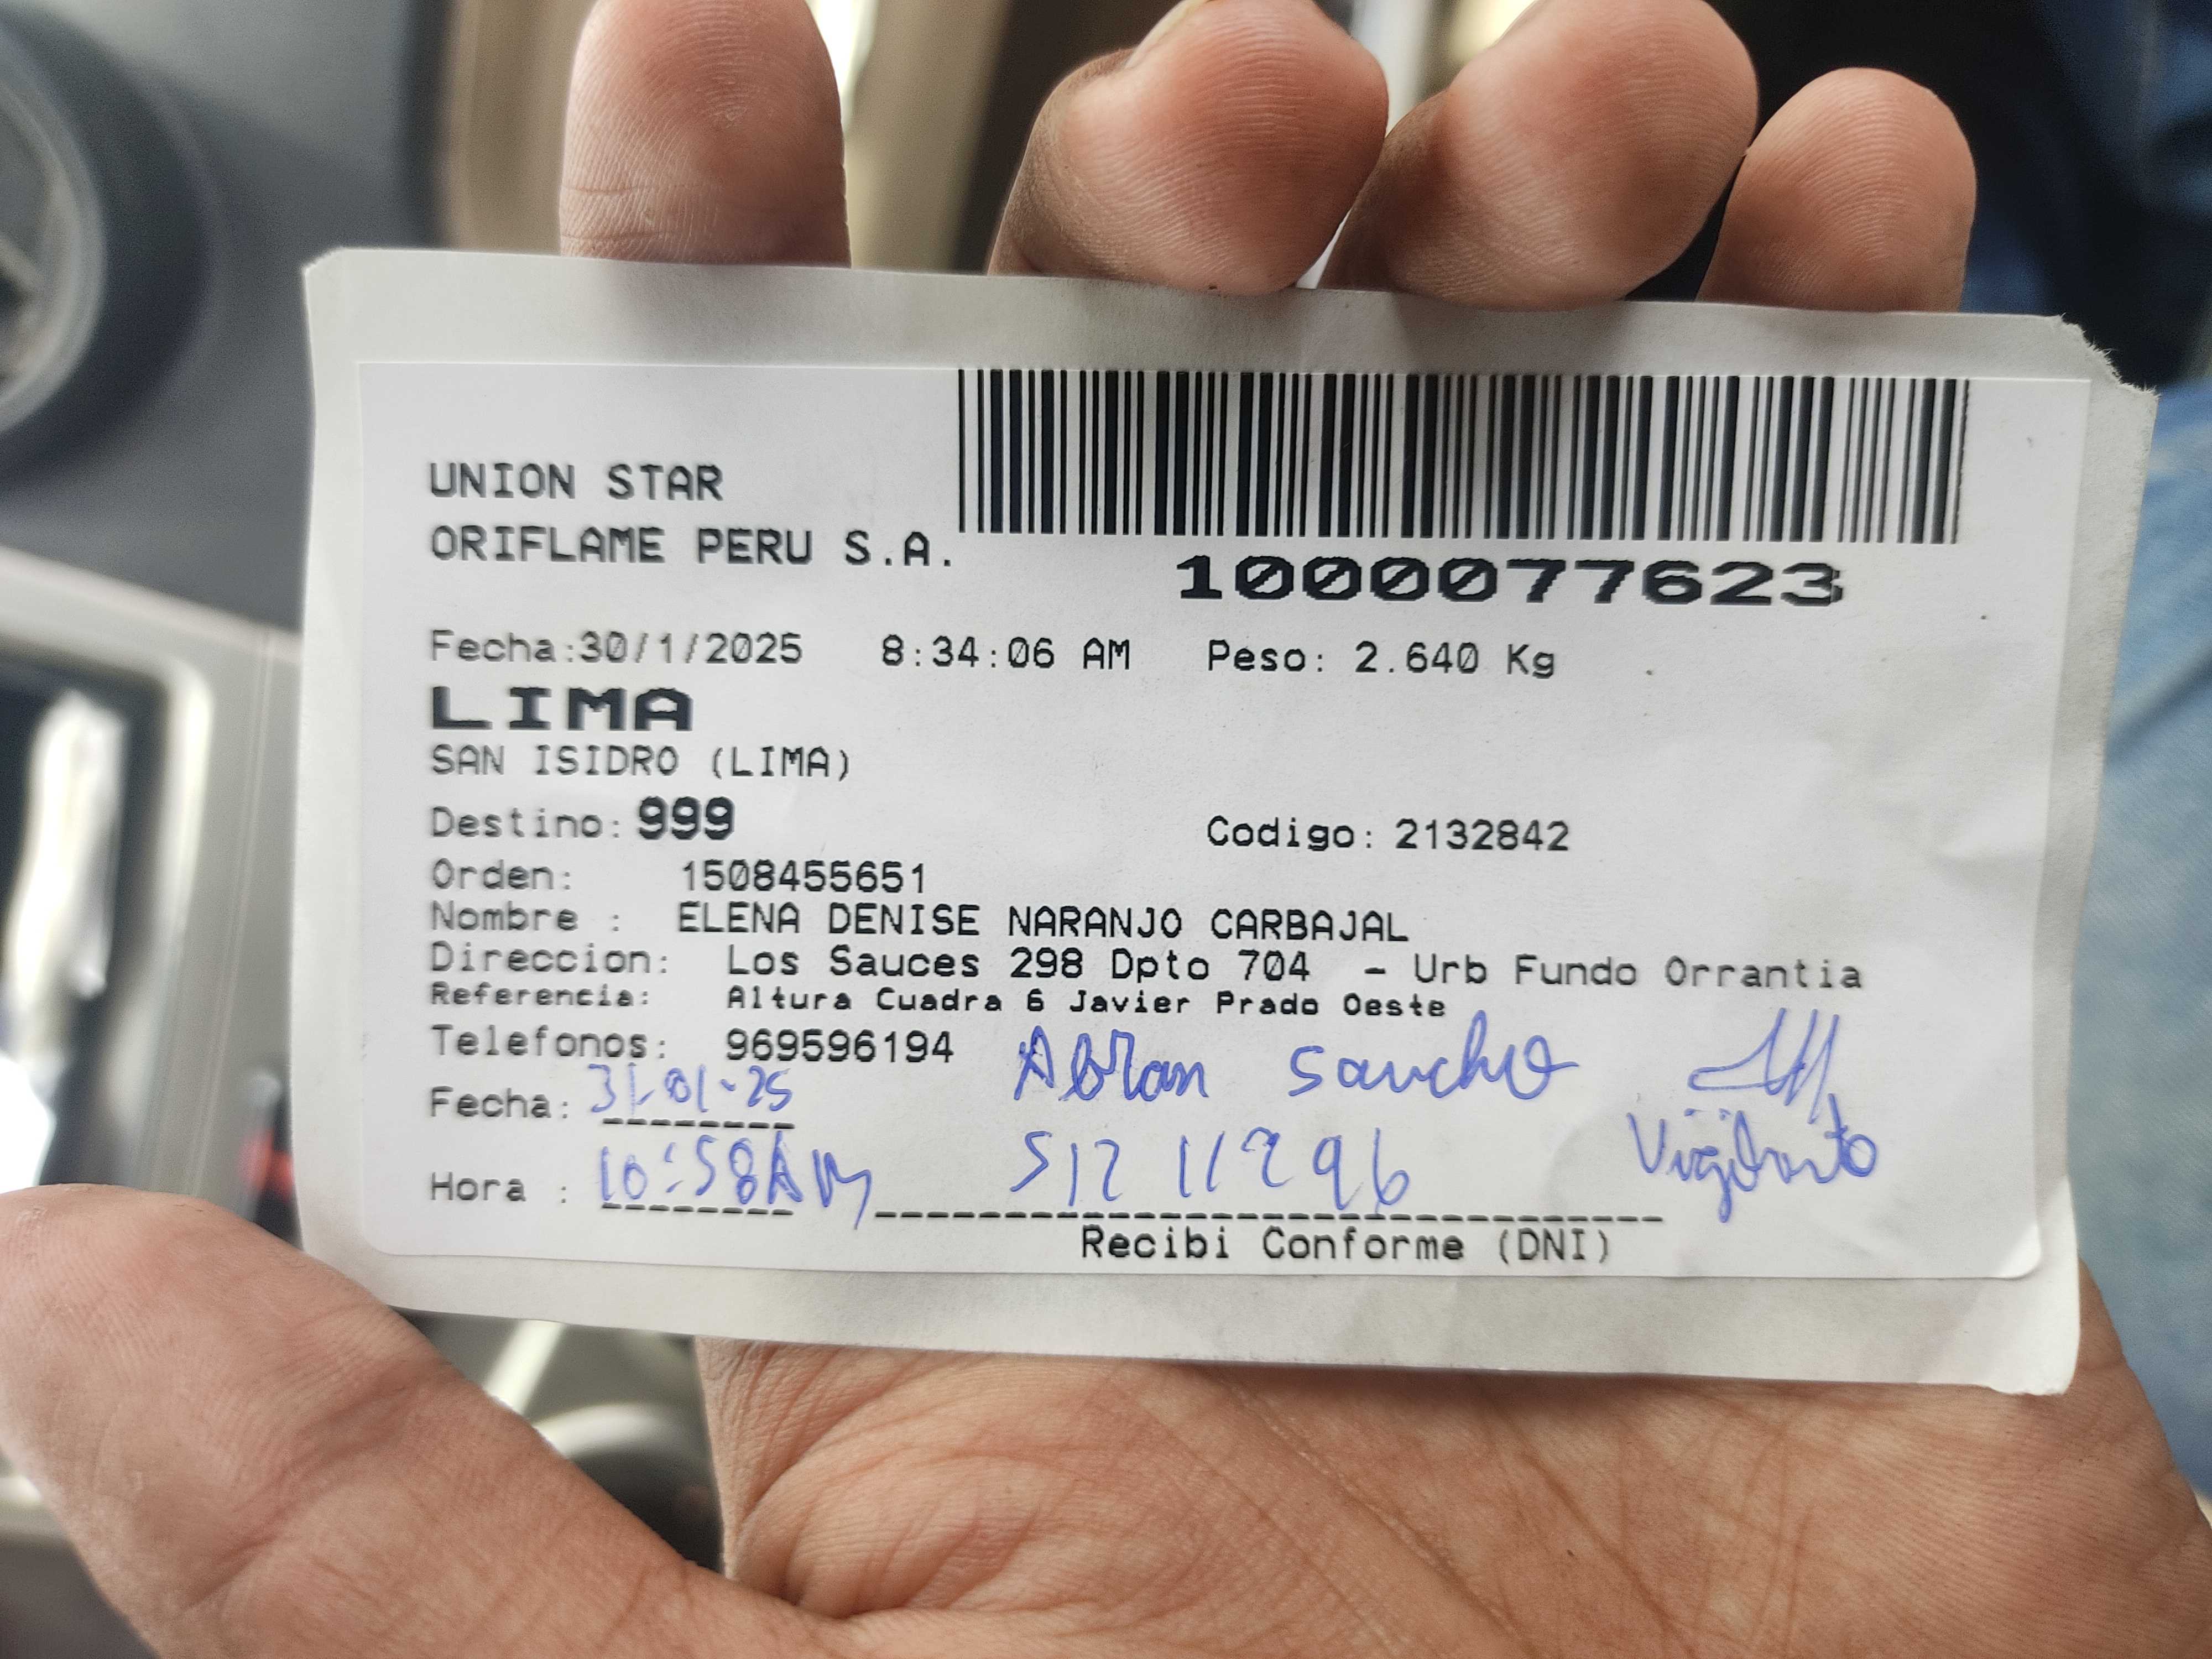 UNION STAR
ORIFLAME PERU S.A.
1000077623
Fecha:30/1/2025 8:34:06 AM Peso: 2.640 Kg
LIMA
SAN ISIDRO (LIMA)
Destino: 999 Codigo: 2132842
Orden: 1508455651
Nombre : ELENA DENISE NARANJO CARBAJAL
Direccion: Los Sauces 298 Dpto 704 - Urb Fundo Orrantia
Referencia: Altura Cuadra 6 Javier Prado Oeste
Telefonos: 969596194
Fecha: 31-01-25
Hora : 10:58AM
Recibi Conforme (DNI)